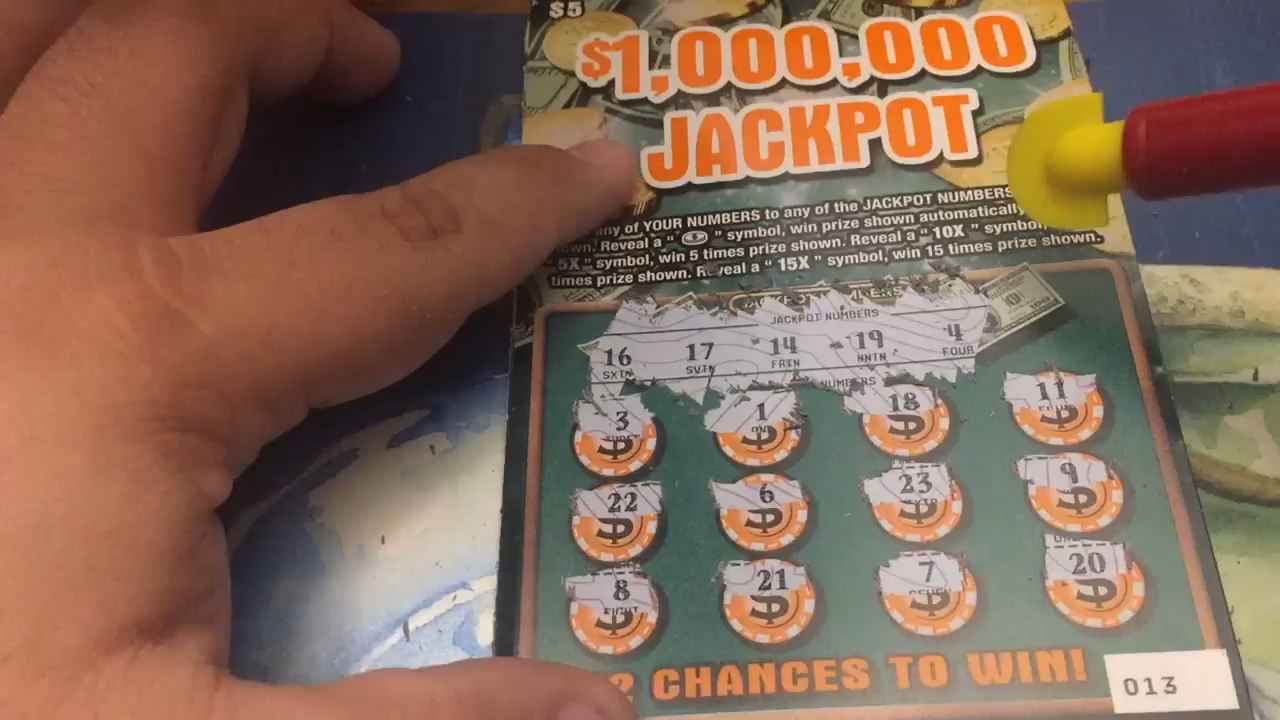 $5
$1,000,000
JACKPOT
any of YOUR NUMBERS to any of the JACKPOT NUMBERS
Reveal a " " symbol, win prize shown automatically
5X " symbol, win 5 times prize shown. Reveal a " 10X " symbol,
times prize shown. Reveal a " 15X " symbol, win 15 times prize shown.
JACKPOT NUMBERS
16 17 14 19 4
SXTN SVTN FRTN NNTN FOUR
NUMBERS
3 1 18 11
22 6 23 9
8 21 7 20
EIGHT
CHANCES TO WIN!
013